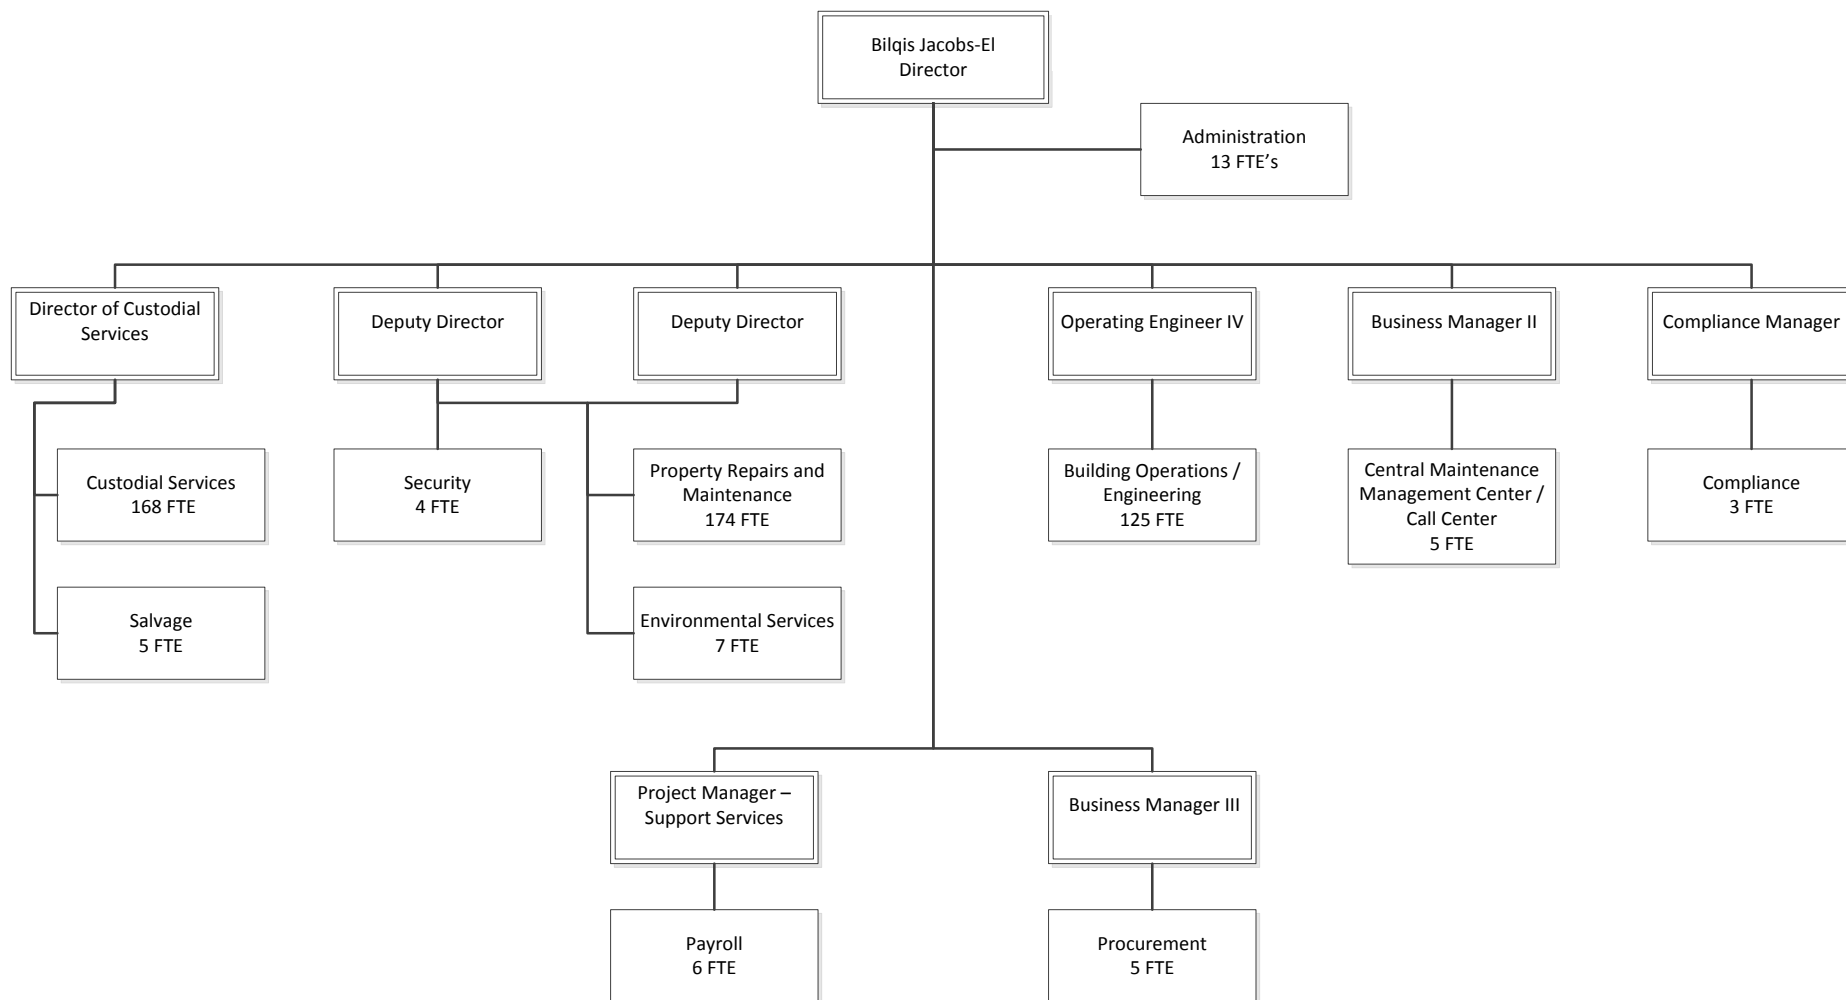 Bilqis Jacobs-El
Director
Administration
13 FTE’s
Director of Custodial
Services
Deputy Director
Deputy Director
Operating Engineer IV
Business Manager II
Compliance Manager
Custodial Services
168 FTE
Security
4 FTE
Property Repairs and
Maintenance
174 FTE
Building Operations /
Engineering
125 FTE
Central Maintenance
Management Center /
Call Center
5 FTE
Compliance
3 FTE
Salvage
5 FTE
Environmental Services
7 FTE
Project Manager –
Support Services
Business Manager III
Payroll
6 FTE
Procurement
5 FTE